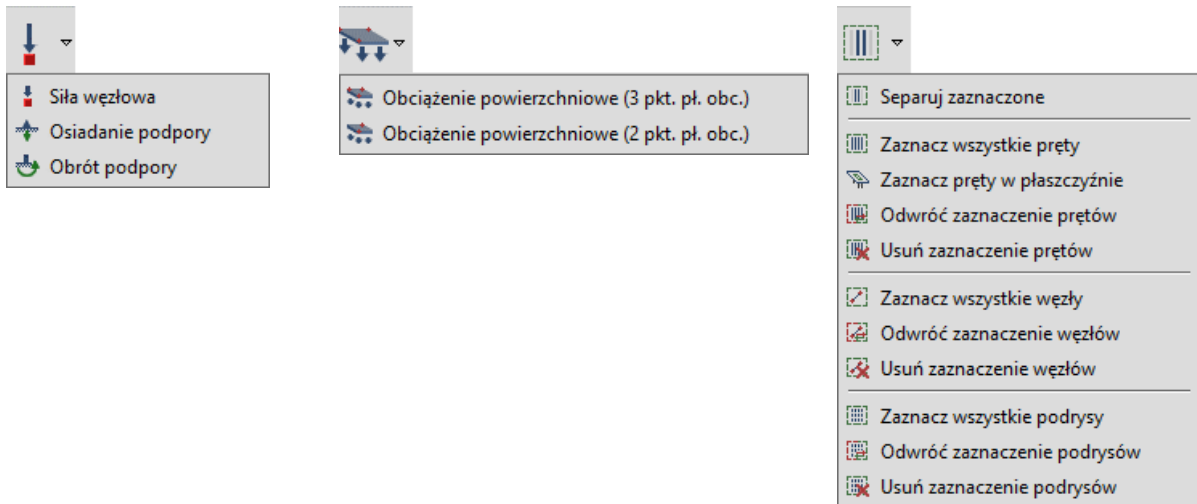 Siła węzłowa
Osiadanie podpory
Obrót podpory
Obciążenie powierzchniowe (3 pkt. pł. obc.)
Obciążenie powierzchniowe (2 pkt. pł. obc.)
Separuj zaznaczone
Zaznacz wszystkie pręty
Zaznacz pręty w płaszczyźnie
Odwróć zaznaczenie prętów
Usuń zaznaczenie prętów
Zaznacz wszystkie węzły
Odwróć zaznaczenie węzłów
Usuń zaznaczenie węzłów
Zaznacz wszystkie podrysy
Odwróć zaznaczenie podrysów
Usuń zaznaczenie podrysów